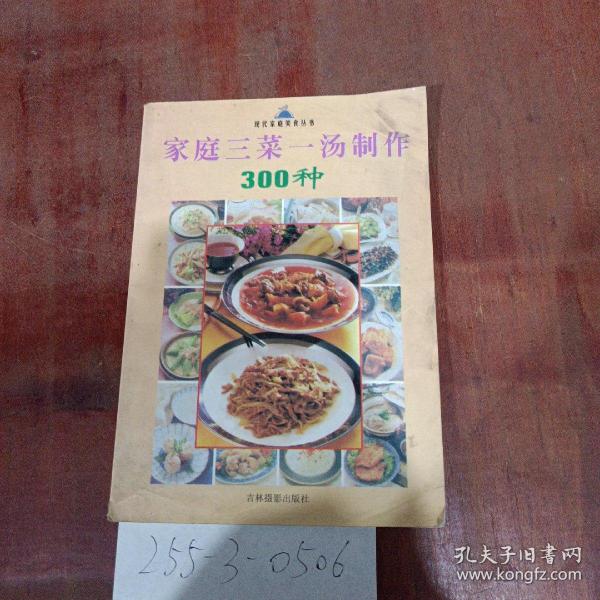 现代家庭美食丛书
家庭三菜一汤制作
300种
吉林摄影出版社
255-3-0506
孔夫子旧书网
www.kongfz.com